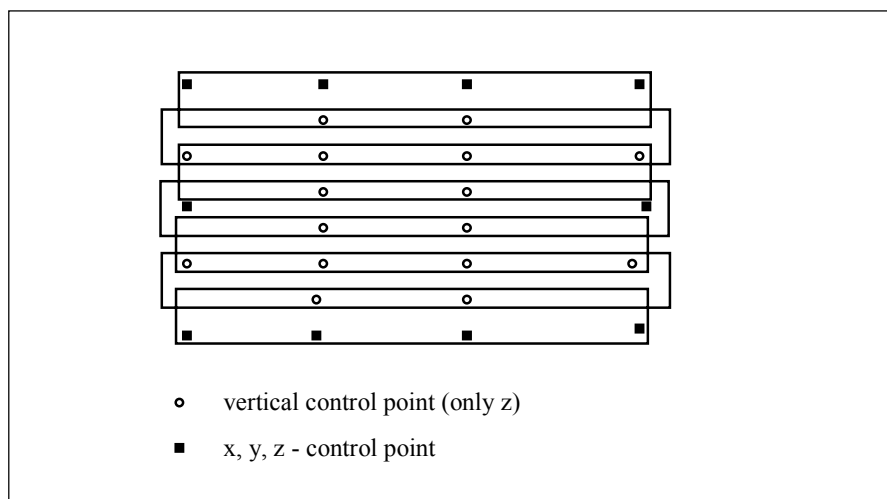 vertical control point (only z)
x, y, z - control point